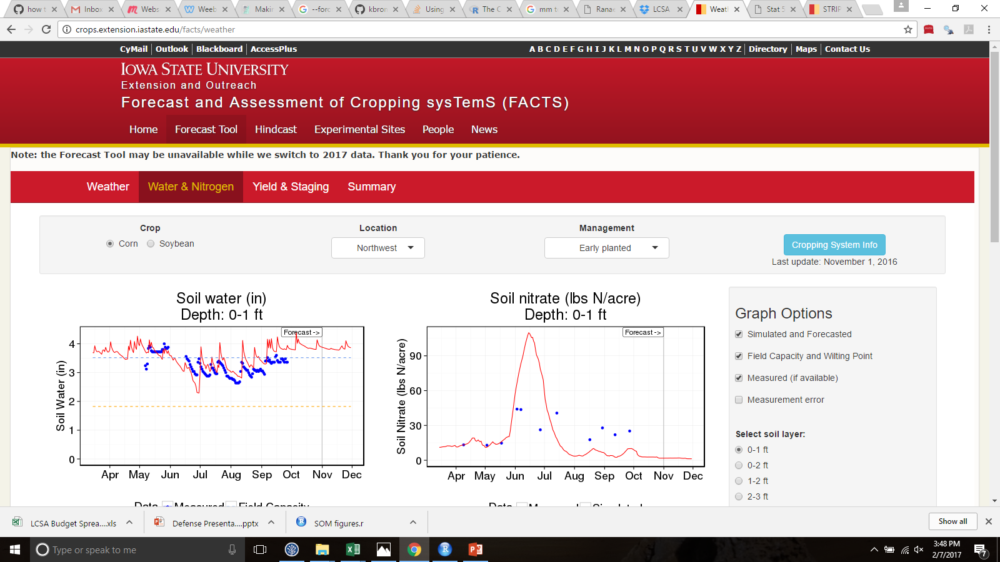 how t
Inbox
Webs
Weeb
Makin
--forc
kbron
Using
The C
mm t
Ranae
LCSA
Weath
Stat 5
STRIP
crops.extension.iastate.edu/facts/weather
CyMail Outlook Blackboard AccessPlus
A B C D E F G H I J K L M N O P Q R S T U V W X Y Z Directory Maps Contact Us
IOWA STATE UNIVERSITY
Extension and Outreach
Forecast and Assessment of Cropping sysTemS (FACTS)
Home Forecast Tool Hindcast Experimental Sites People News
Note: the Forecast Tool may be unavailable while we switch to 2017 data. Thank you for your patience.
Weather Water & Nitrogen Yield & Staging Summary
Crop
Corn Soybean
Location
Northwest
Management
Early planted
Cropping System Info
Last update: November 1, 2016
Soil water (in)
Depth: 0-1 ft
Forecast ->
Soil Water (in)
4
3
2
1
0
Apr May Jun Jul Aug Sep Oct Nov Dec
Data Measured Field Capacity
Soil nitrate (lbs N/acre)
Depth: 0-1 ft
Forecast ->
Soil Nitrate (lbs N/acre)
90
60
30
0
Apr May Jun Jul Aug Sep Oct Nov Dec
Data Measured Simulated
Graph Options
Simulated and Forecasted
Field Capacity and Wilting Point
Measured (if available)
Measurement error
Select soil layer:
0-1 ft
0-2 ft
1-2 ft
2-3 ft
LCSA Budget Sprea....xls
Defense Presenta....pptx
SOM figures.r
Show all
Type or speak to me
3:48 PM
2/7/2017
7